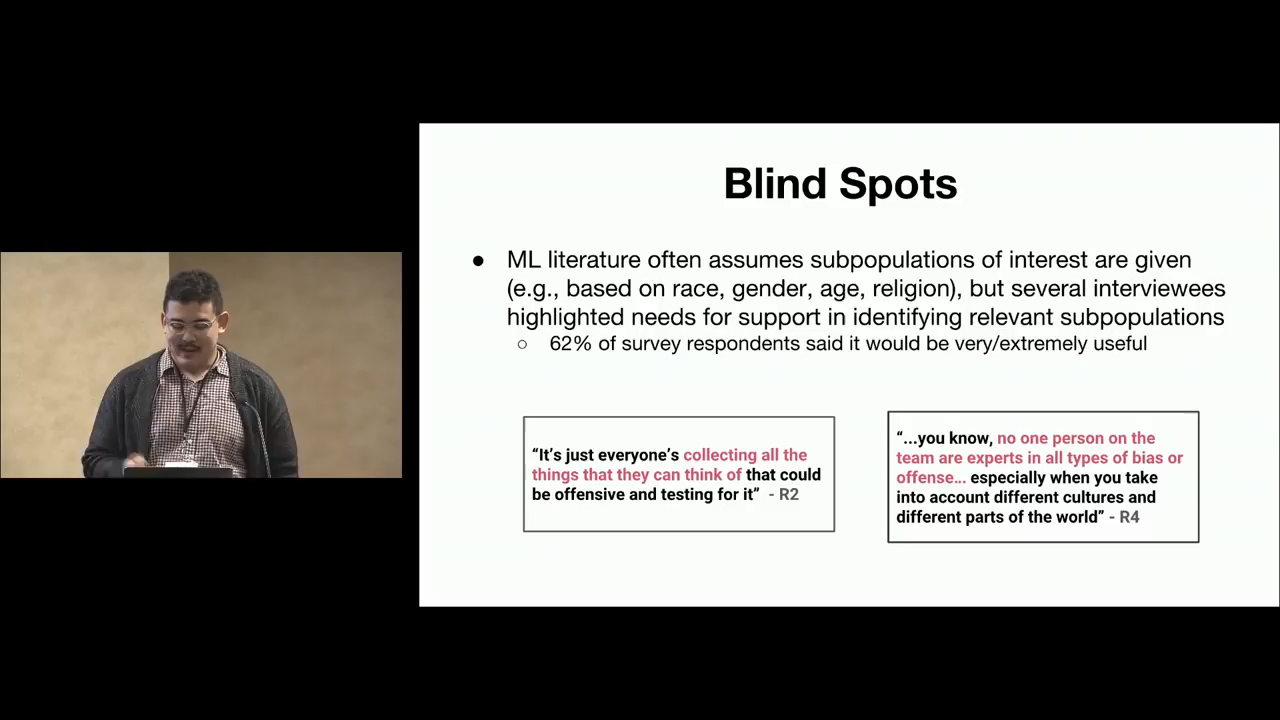 Blind Spots
● ML literature often assumes subpopulations of interest are given
(e.g., based on race, gender, age, religion), but several interviewees
highlighted needs for support in identifying relevant subpopulations
○ 62% of survey respondents said it would be very/extremely useful
“It’s just everyone’s collecting all the
things that they can think of that could
be offensive and testing for it” - R2
“...you know, no one person on the
team are experts in all types of bias or
offense... especially when you take
into account different cultures and
different parts of the world” - R4